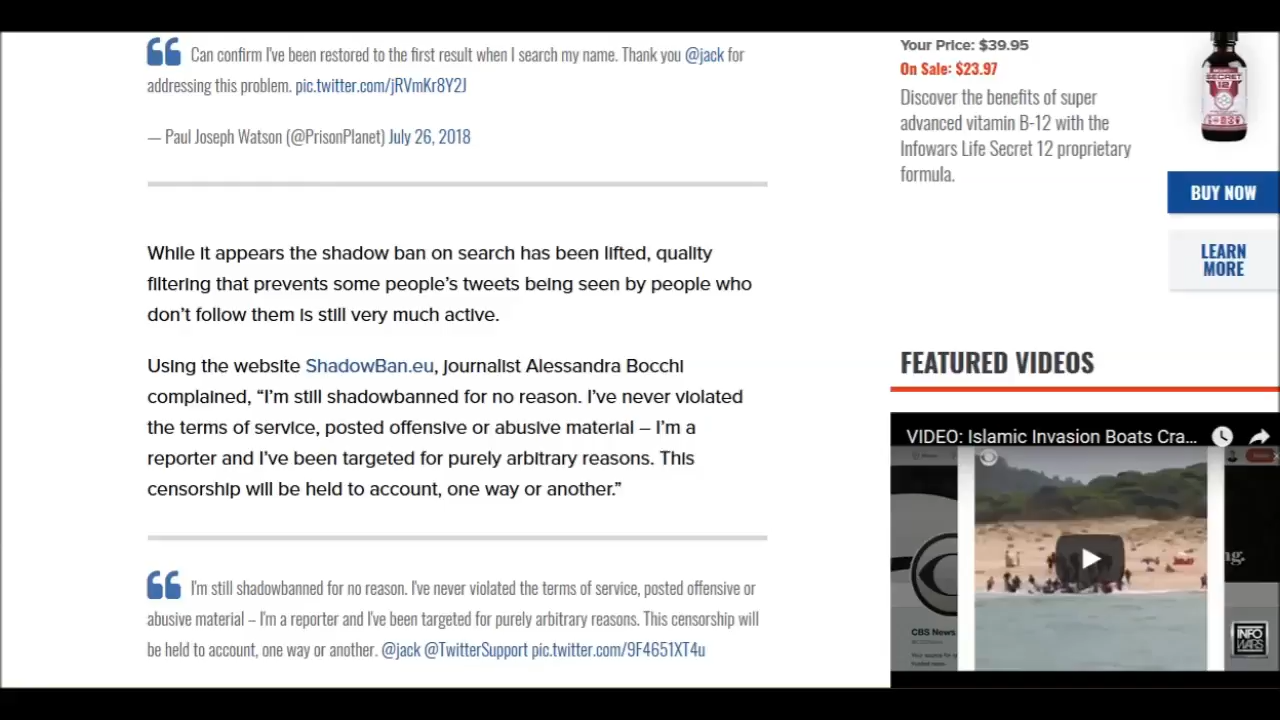 Can confirm I've been restored to the first result when I search my name. Thank you @jack for
addressing this problem. pic.twitter.com/jRVmKr8Y2J
— Paul Joseph Watson (@PrisonPlanet) July 26, 2018
While it appears the shadow ban on search has been lifted, quality
filtering that prevents some people's tweets being seen by people who
don't follow them is still very much active.
Using the website ShadowBan.eu, journalist Alessandra Bocchi
complained, “I'm still shadowbanned for no reason. I've never violated
the terms of service, posted offensive or abusive material – I'm a
reporter and I've been targeted for purely arbitrary reasons. This
censorship will be held to account, one way or another.”
I'm still shadowbanned for no reason. I've never violated the terms of service, posted offensive or
abusive material – I'm a reporter and I've been targeted for purely arbitrary reasons. This censorship will
be held to account, one way or another. @jack @TwitterSupport pic.twitter.com/9F4651XT4u
Your Price: $39.95
On Sale: $23.97
Discover the benefits of super
advanced vitamin B-12 with the
Infowars Life Secret 12 proprietary
formula.
SECRET
12
BUY NOW
LEARN
MORE
FEATURED VIDEOS
VIDEO: Islamic Invasion Boats Cra...
CBS News
INFO
WARS